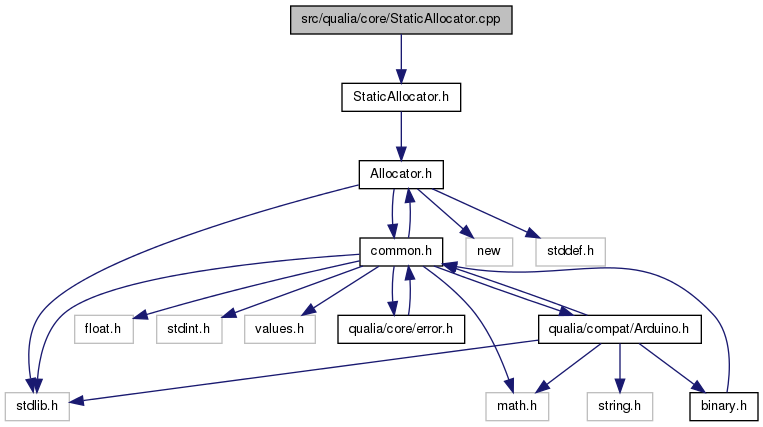 src/qualia/core/StaticAllocator.cpp
StaticAllocator.h
Allocator.h
common.h
new
stddef.h
float.h
stdint.h
values.h
qualia/core/error.h
qualia/compat/Arduino.h
stdlib.h
math.h
string.h
binary.h